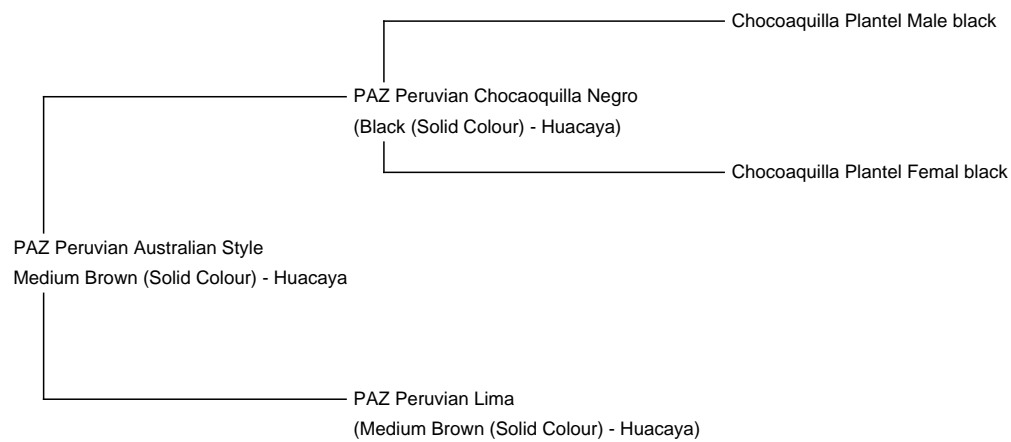 Chocoaquilla Plantel Male black
PAZ Peruvian Chocaoquilla Negro
(Black (Solid Colour) - Huacaya)
Chocoaquilla Plantel Femal black
PAZ Peruvian Australian Style
Medium Brown (Solid Colour) - Huacaya
PAZ Peruvian Lima
(Medium Brown (Solid Colour) - Huacaya)